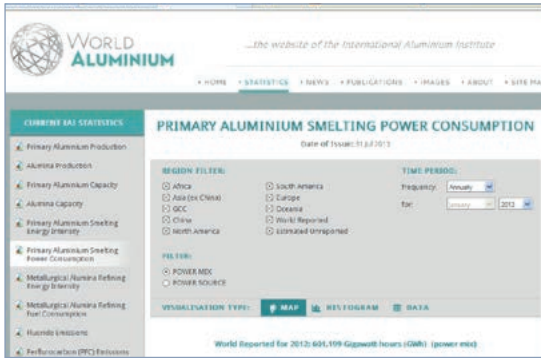 WORLD
ALUMINIUM
...the website of the International Aluminium Institute
HOME STATISTICS NEWS PUBLICATIONS IMAGES ABOUT SITE MA
CURRENT IAI STATISTICS
Primary Aluminium Production
Alumina Production
Primary Aluminium Capacity
Alumina Capacity
Primary Aluminium Smelting
Energy Intensity
Primary Aluminium Smelting
Power Consumption
Metallurgical Alumina Refining
Energy Intensity
Metallurgical Alumina Refining
Fuel Consumption
Fluoride Emissions
Perfluorocarbon (PFC) Emissions
PRIMARY ALUMINIUM SMELTING POWER CONSUMPTION
Date of Issue: 31 Jul 2013
REGION FILTER:
Africa
Asia (ex China)
GCC
China
North America
South America
Europe
Oceania
World Reported
Estimated Unreported
TIME PERIOD:
Frequency: Annually
For: January 2012
FILTER:
POWER MIX
POWER SOURCE
VISUALISATION TYPE: MAP HISTOGRAM DATA
World Reported for 2012: 601,199 Gigawatt hours (GWh) (power mix)